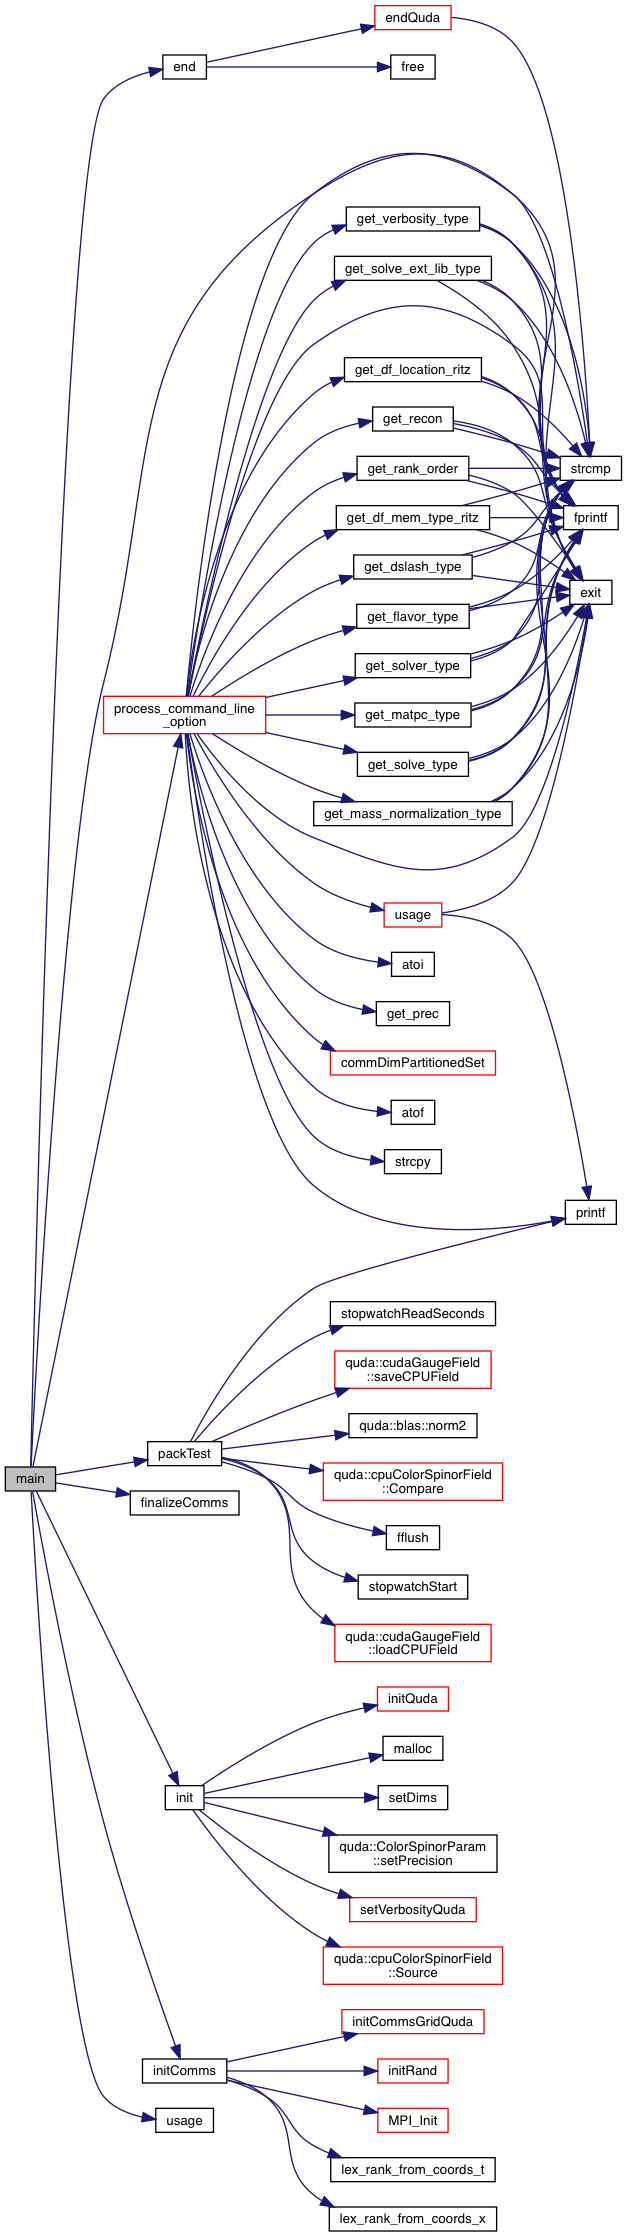 endQuda
end
free
get_verbosity_type
get_solve_ext_lib_type
get_df_location_ritz
get_recon
get_rank_order
strcmp
get_df_mem_type_ritz
fprintf
get_dslash_type
exit
get_flavor_type
get_solver_type
process_command_line
_option
get_matpc_type
get_solve_type
get_mass_normalization_type
usage
atoi
get_prec
commDimPartitionedSet
atof
strcpy
printf
stopwatchReadSeconds
quda::cudaGaugeField
::saveCPUField
quda::blas::norm2
packTest
main
quda::cpuColorSpinorField
::Compare
finalizeComms
fflush
stopwatchStart
quda::cudaGaugeField
::loadCPUField
initQuda
malloc
init
setDims
quda::ColorSpinorParam
::setPrecision
setVerbosityQuda
quda::cpuColorSpinorField
::Source
initCommsGridQuda
initComms
initRand
MPI_Init
usage
lex_rank_from_coords_t
lex_rank_from_coords_x